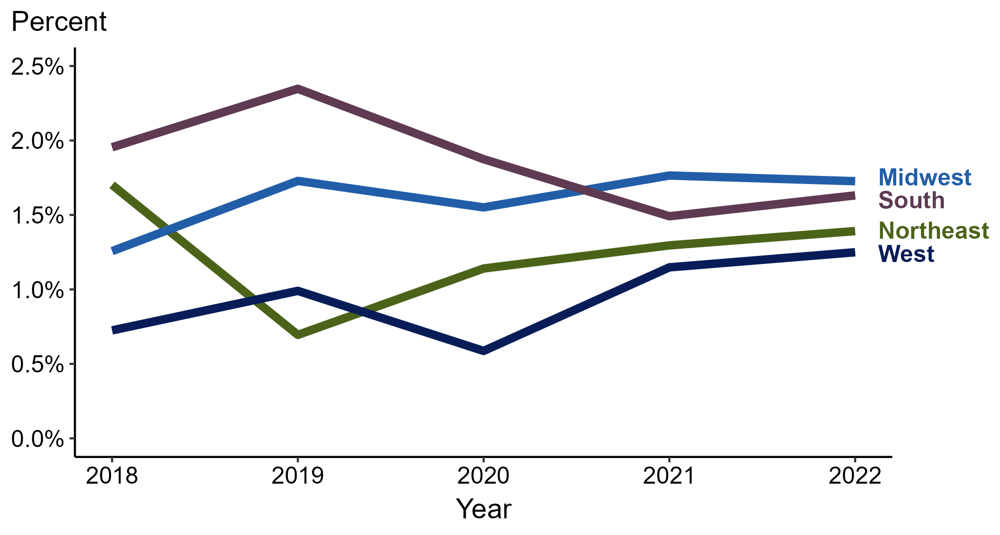 Percent
2.5%
2.0%
1.5%
1.0%
0.5%
0.0%
Midwest
South
Northeast
West
2018 2019 2020 2021 2022
Year